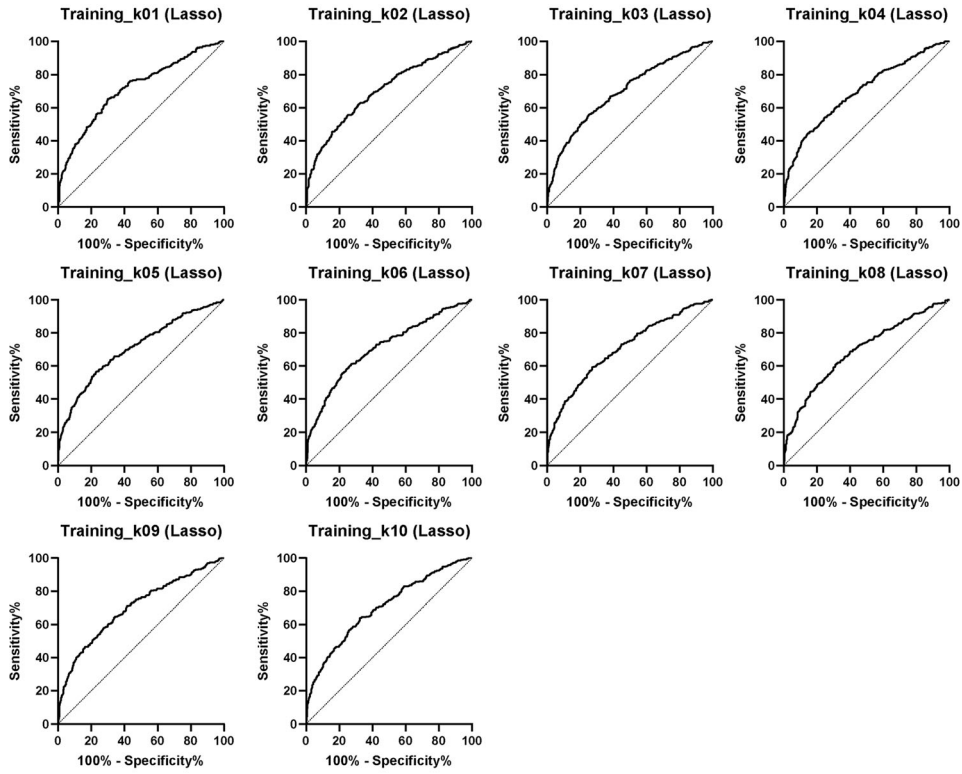 Training_k01 (Lasso)
100
80
60
40
20
0
Sensitivity%
0 20 40 60 80 100
100% - Specificity%
Training_k02 (Lasso)
100
80
60
40
20
0
Sensitivity%
0 20 40 60 80 100
100% - Specificity%
Training_k03 (Lasso)
100
80
60
40
20
0
Sensitivity%
0 20 40 60 80 100
100% - Specificity%
Training_k04 (Lasso)
100
80
60
40
20
0
Sensitivity%
0 20 40 60 80 100
100% - Specificity%
Training_k05 (Lasso)
100
80
60
40
20
0
Sensitivity%
0 20 40 60 80 100
100% - Specificity%
Training_k06 (Lasso)
100
80
60
40
20
0
Sensitivity%
0 20 40 60 80 100
100% - Specificity%
Training_k07 (Lasso)
100
80
60
40
20
0
Sensitivity%
0 20 40 60 80 100
100% - Specificity%
Training_k08 (Lasso)
100
80
60
40
20
0
Sensitivity%
0 20 40 60 80 100
100% - Specificity%
Training_k09 (Lasso)
100
80
60
40
20
0
Sensitivity%
0 20 40 60 80 100
100% - Specificity%
Training_k10 (Lasso)
100
80
60
40
20
0
Sensitivity%
0 20 40 60 80 100
100% - Specificity%